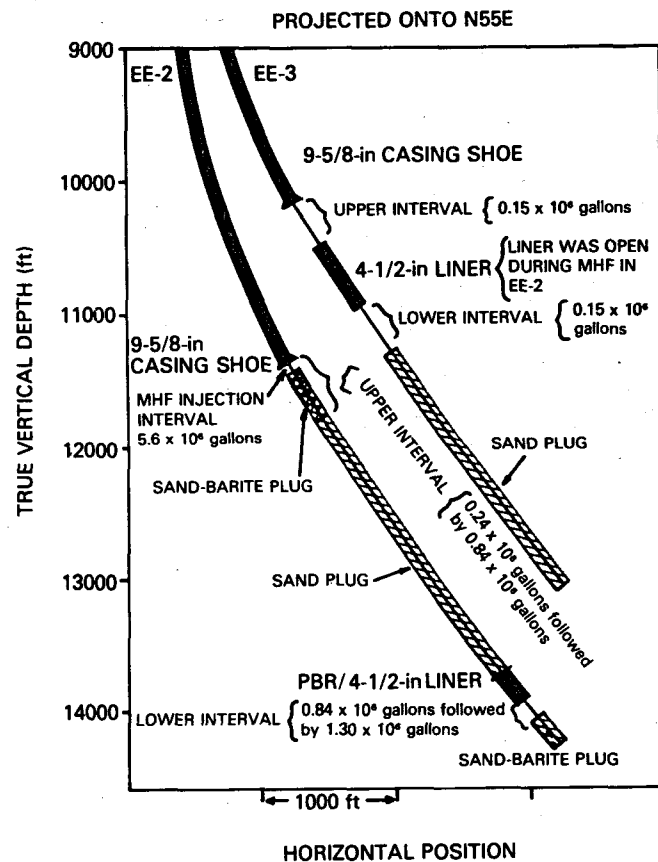 PROJECTED ONTO N55E
9000
EE-2
EE-3
9-5/8-in CASING SHOE
10000
UPPER INTERVAL { 0.15 x 10⁶ gallons
4-1/2-in LINER
{ LINER WAS OPEN
DURING MHF IN
EE-2
11000
LOWER INTERVAL { 0.15 x 10⁶
gallons
9-5/8-in
CASING SHOE
MHF INJECTION
INTERVAL
5.6 x 10⁶ gallons
UPPER INTERVAL
{ 0.24 x 10⁶ gallons followed
by 0.84 x 10⁶ gallons
12000
SAND PLUG
SAND-BARITE PLUG
13000
SAND PLUG
PBR/ 4-1/2-in LINER
14000
LOWER INTERVAL { 0.84 x 10⁶ gallons followed
by 1.30 x 10⁶ gallons
SAND-BARITE PLUG
TRUE VERTICAL DEPTH (ft)
1000 ft
HORIZONTAL POSITION